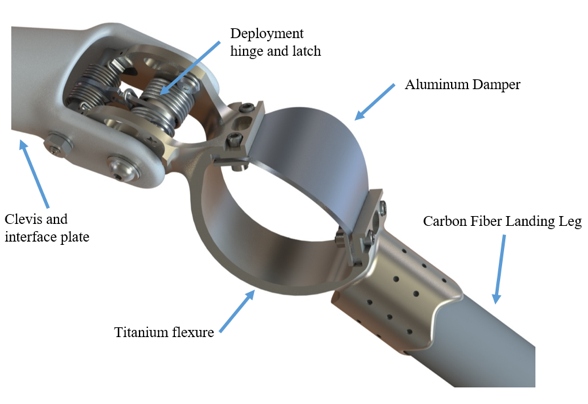 Deployment
hinge and latch
Aluminum Damper
Clevis and
interface plate
Carbon Fiber Landing Leg
Titanium flexure